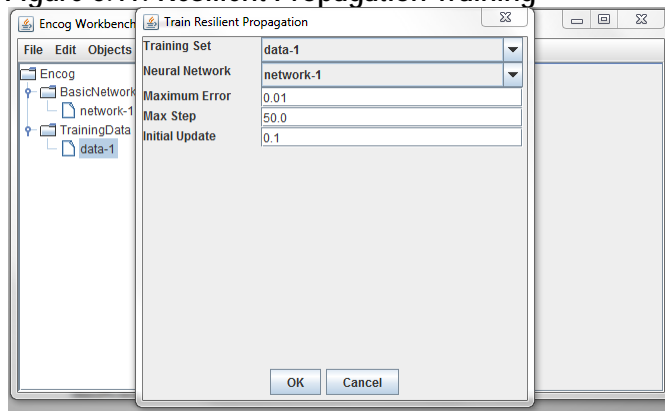 Encog Workbench
File Edit Objects
Encog
BasicNetwork
network-1
TrainingData
data-1
Train Resilient Propagation
Training Set data-1
Neural Network network-1
Maximum Error 0.01
Max Step 50.0
Initial Update 0.1
OK Cancel